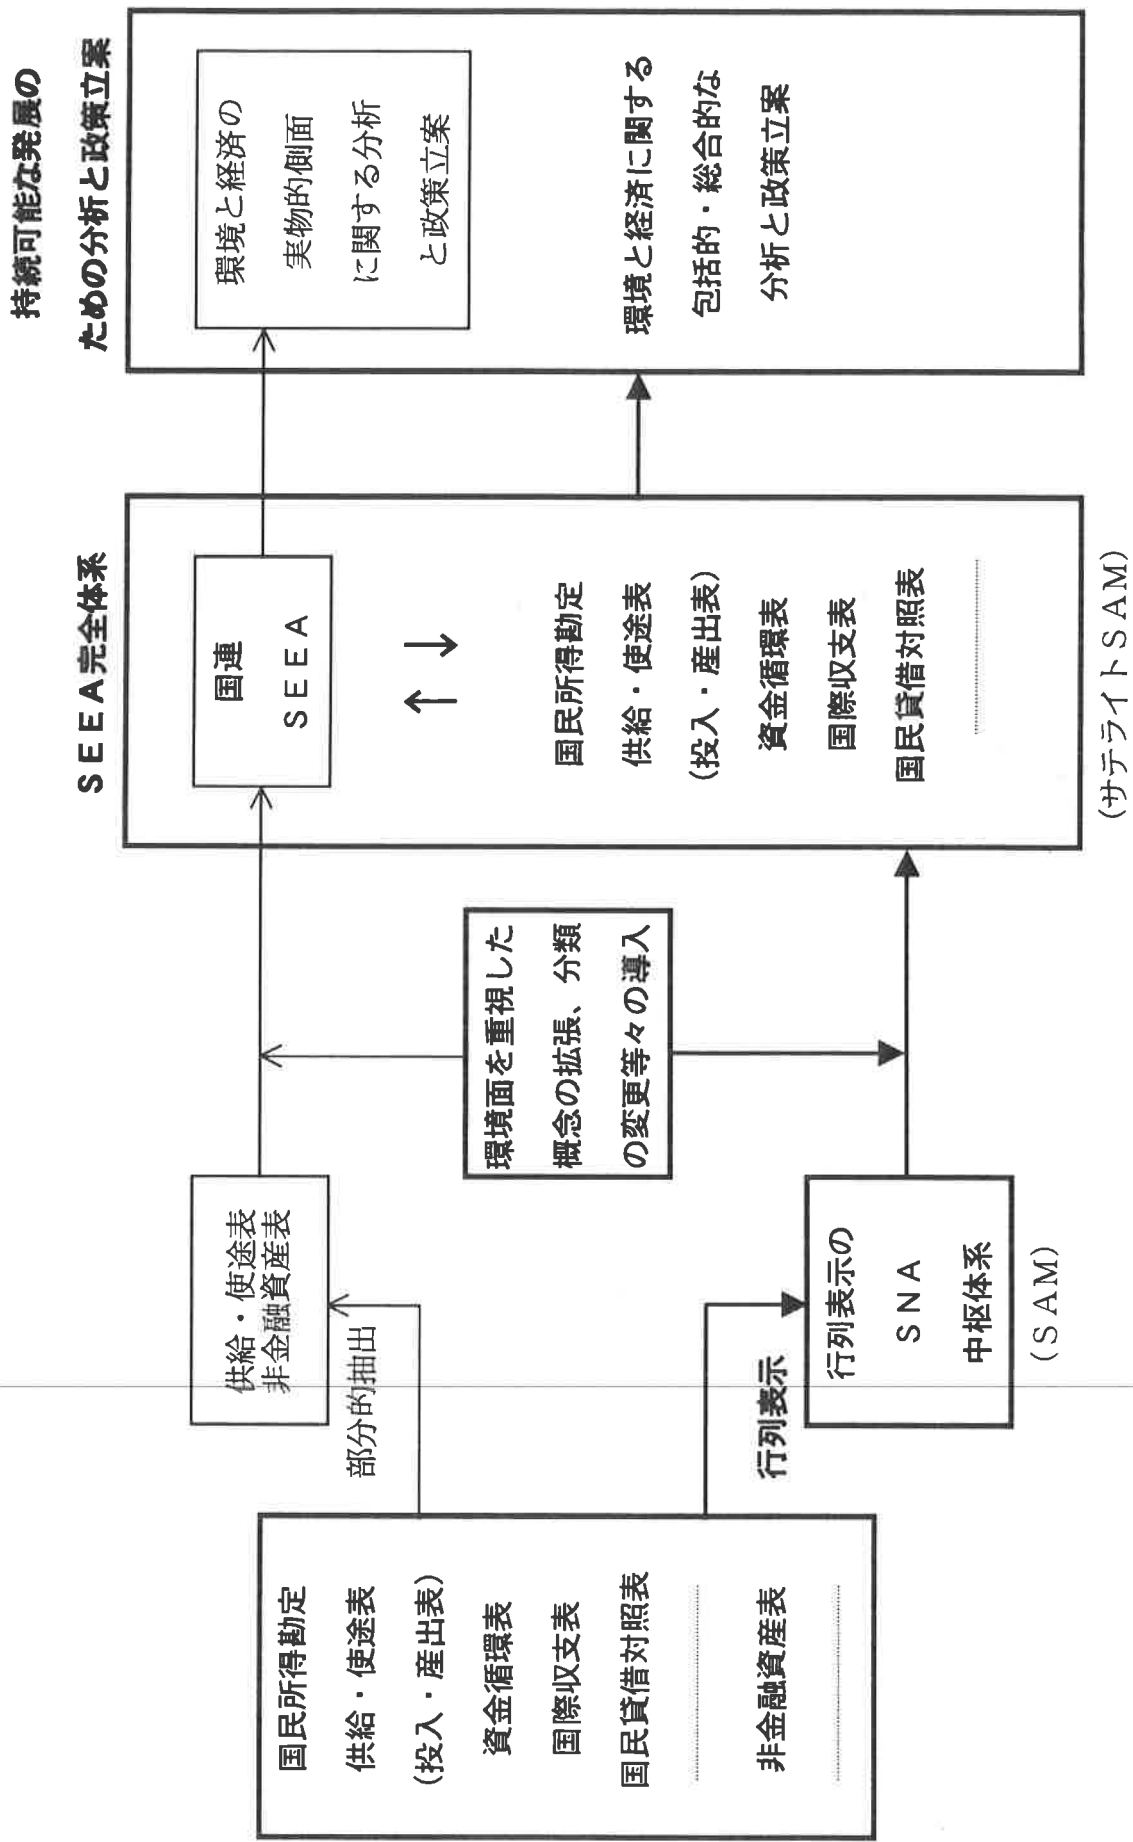 国民所得勘定
供給・使途表
(投入・産出表)
資金循環表
国際収支表
国民貸借対照表
非金融資産表
部分的抽出
行列表示
供給・使途表
非金融資産表
行列表示の
SNA
中枢体系
(SAM)
環境面を重視した
概念の拡張、分類
の変更等々の導入
SEEA完全体系
国連
SEEA
↑ ↓
国民所得勘定
供給・使途表
(投入・産出表)
資金循環表
国際収支表
国民貸借対照表
(サテライトSAM)
持続可能な発展の
ための分析と政策立案
環境と経済の
実物的側面
に関する分析
と政策立案
環境と経済に関する
包括的・総合的な
分析と政策立案